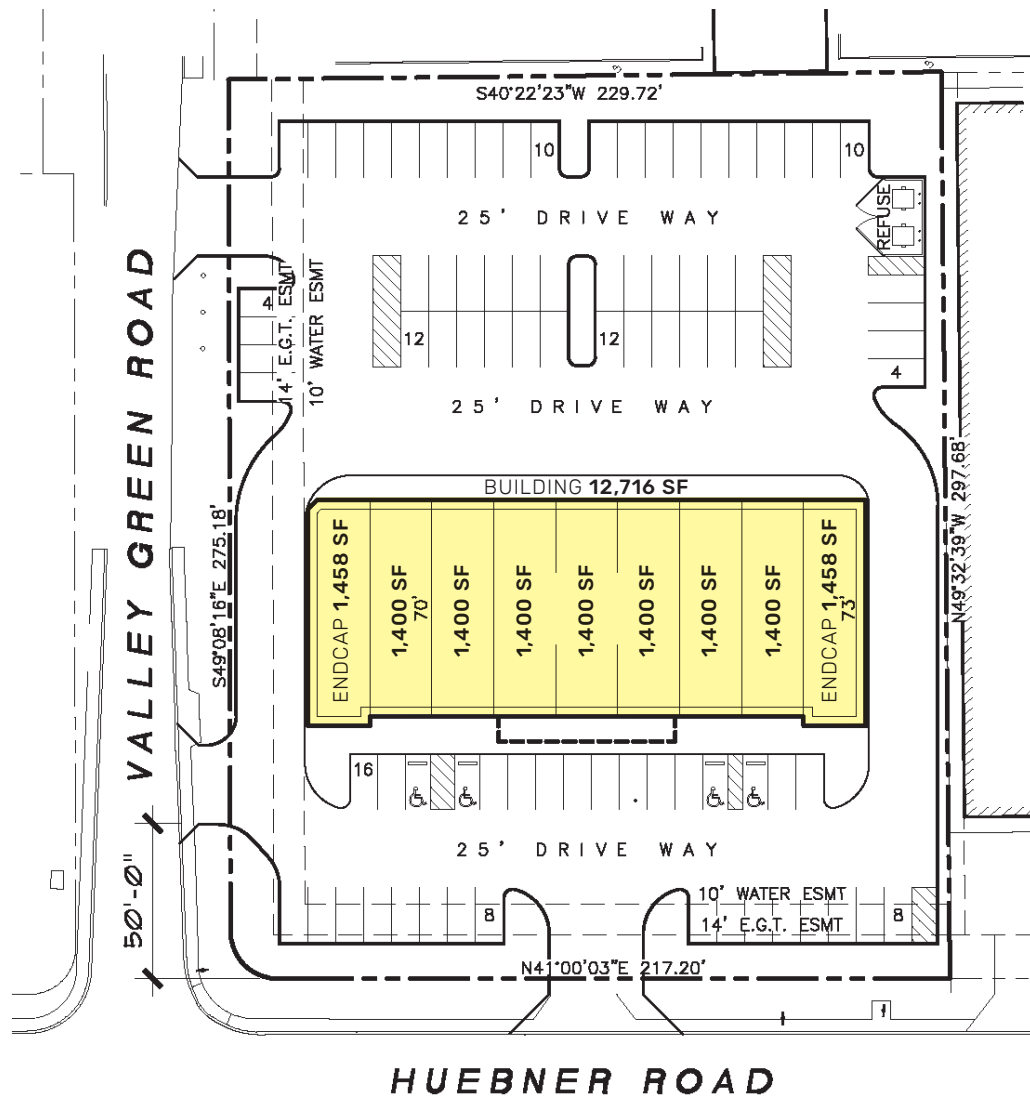 S40°22'23"W 229.72'
10
10
REFUSE
25' DRIVE WAY
4
14' E.G.T. ESMT
10' WATER ESMT
12
12
4
25' DRIVE WAY
VALLEY GREEN ROAD
S49°08'16"E 275.18'
N49°32'39"W 297.68'
BUILDING 12,716 SF
ENDCAP 1,458 SF
1,400 SF
70'
1,400 SF
1,400 SF
1,400 SF
1,400 SF
1,400 SF
1,400 SF
ENDCAP 1,458 SF
73'
16
25' DRIVE WAY
50'-0"
8
10' WATER ESMT
8
14' E.G.T. ESMT
N41°00'03"E 217.20'
HUEBNER ROAD